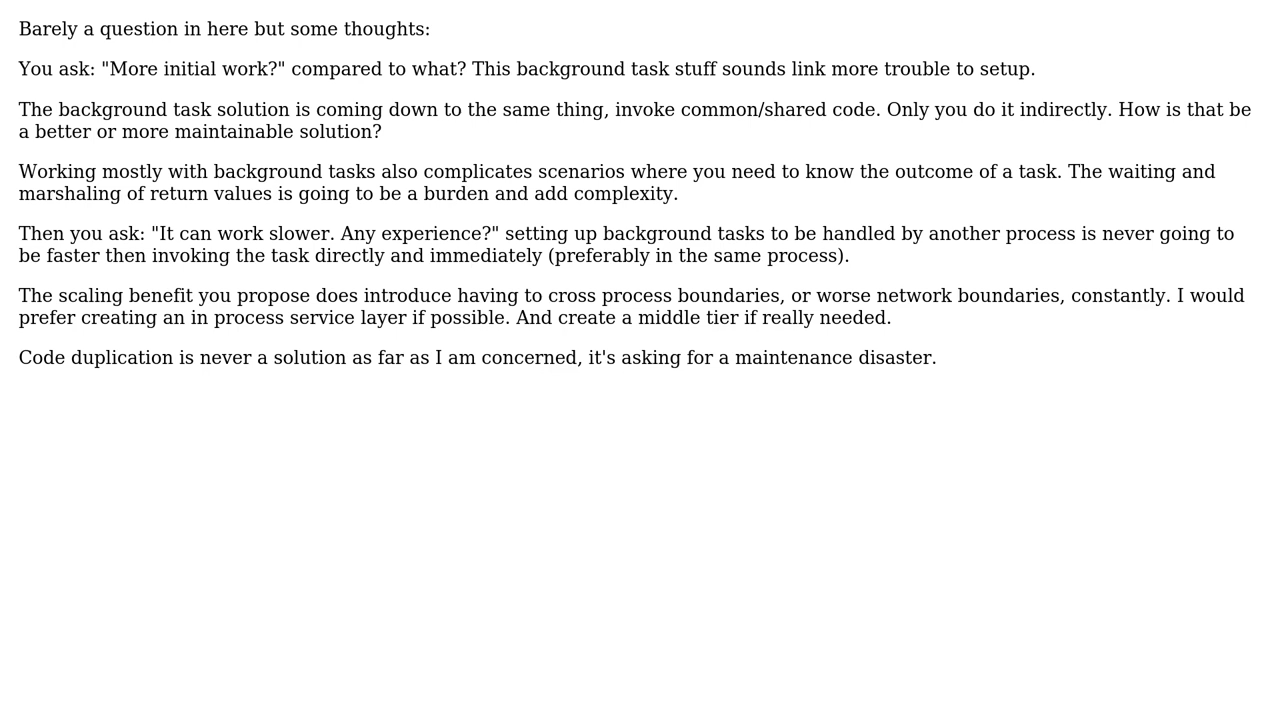 Barely a question in here but some thoughts:
You ask: "More initial work?" compared to what? This background task stuff sounds link more trouble to setup.
The background task solution is coming down to the same thing, invoke common/shared code. Only you do it indirectly. How is that be
a better or more maintainable solution?
Working mostly with background tasks also complicates scenarios where you need to know the outcome of a task. The waiting and
marshaling of return values is going to be a burden and add complexity.
Then you ask: "It can work slower. Any experience?" setting up background tasks to be handled by another process is never going to
be faster then invoking the task directly and immediately (preferably in the same process).
The scaling benefit you propose does introduce having to cross process boundaries, or worse network boundaries, constantly. I would
prefer creating an in process service layer if possible. And create a middle tier if really needed.
Code duplication is never a solution as far as I am concerned, it's asking for a maintenance disaster.